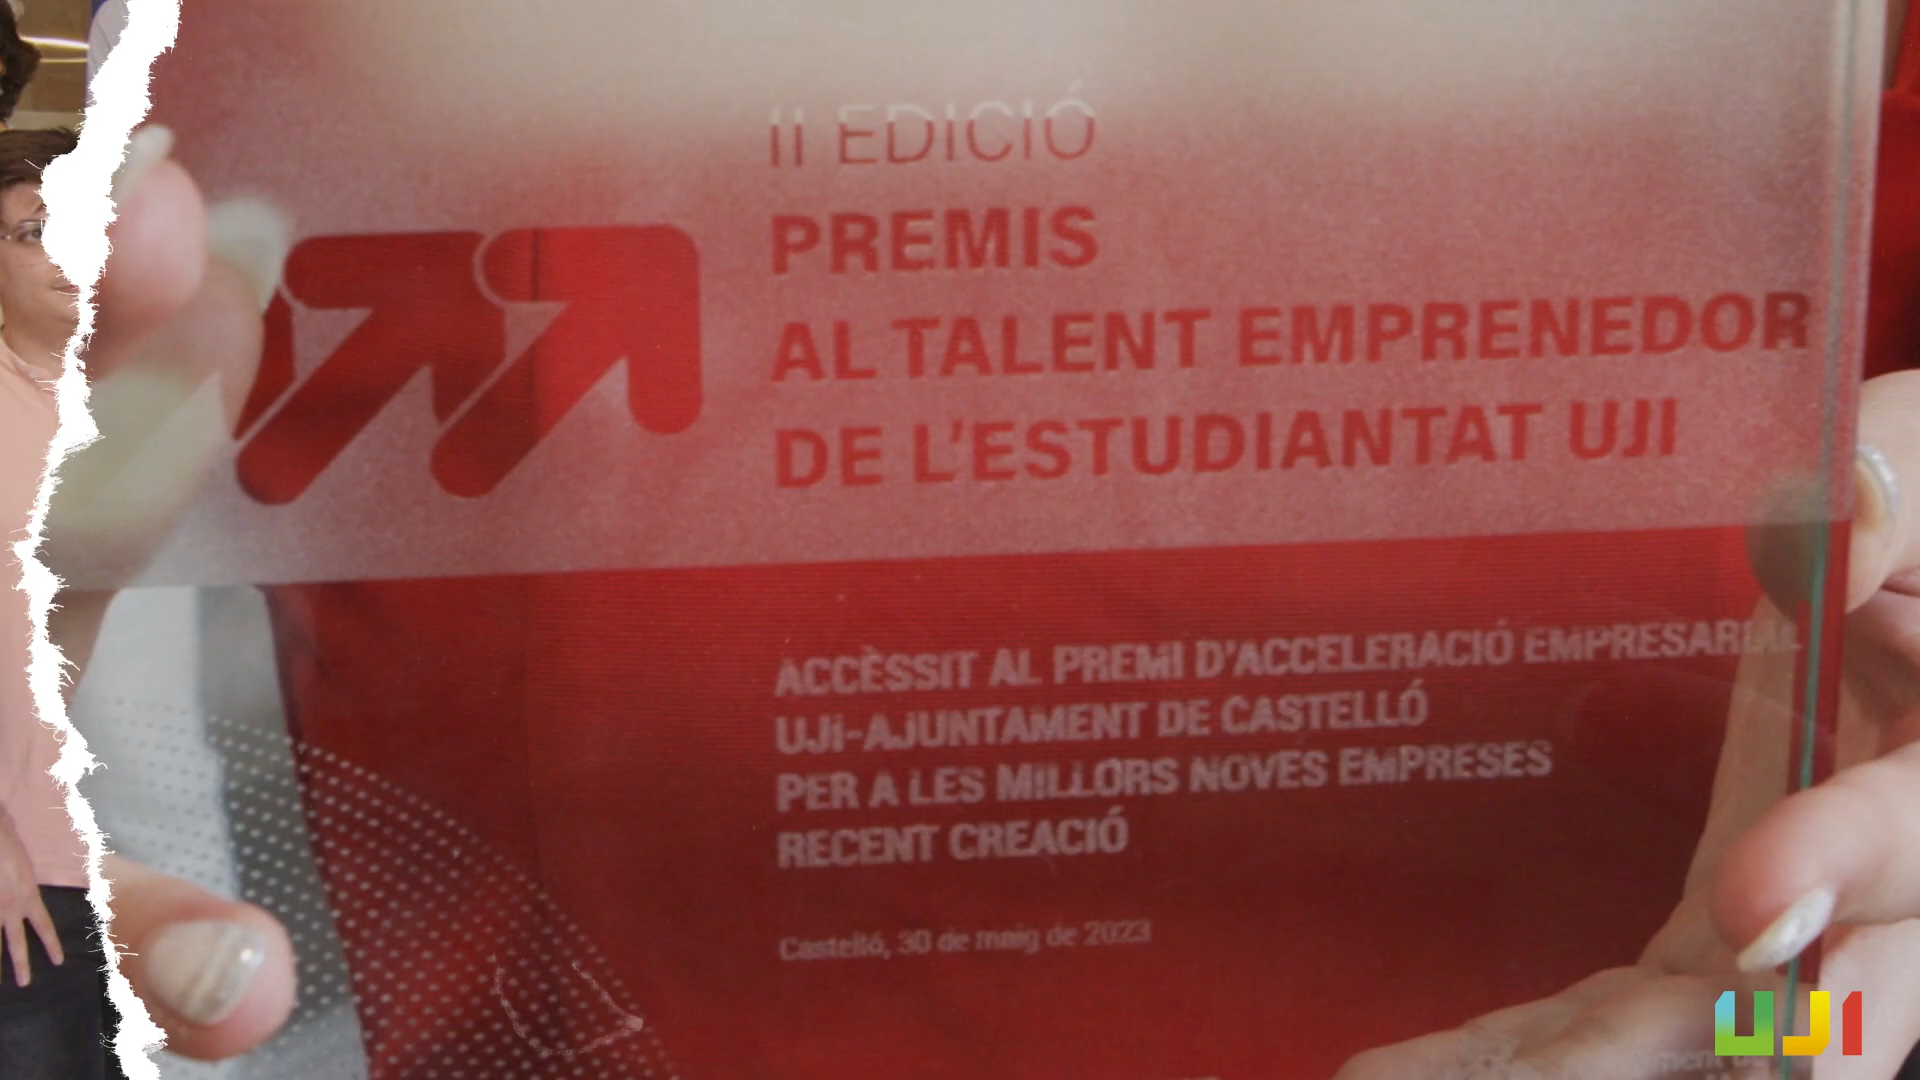 II EDICIÓ
PREMIS
AL TALENT EMPRENEDOR
DE L'ESTUDIANTAT UJI
ACCÈSSIT AL PREMI D'ACCELERACIÓ EMPRESARIAL
UJI-AJUNTAMENT DE CASTELLÓ
PER A LES MILLORS NOVES EMPRESES
RECENT CREACIÓ
Castelló, 30 de maig de 2023
UJI